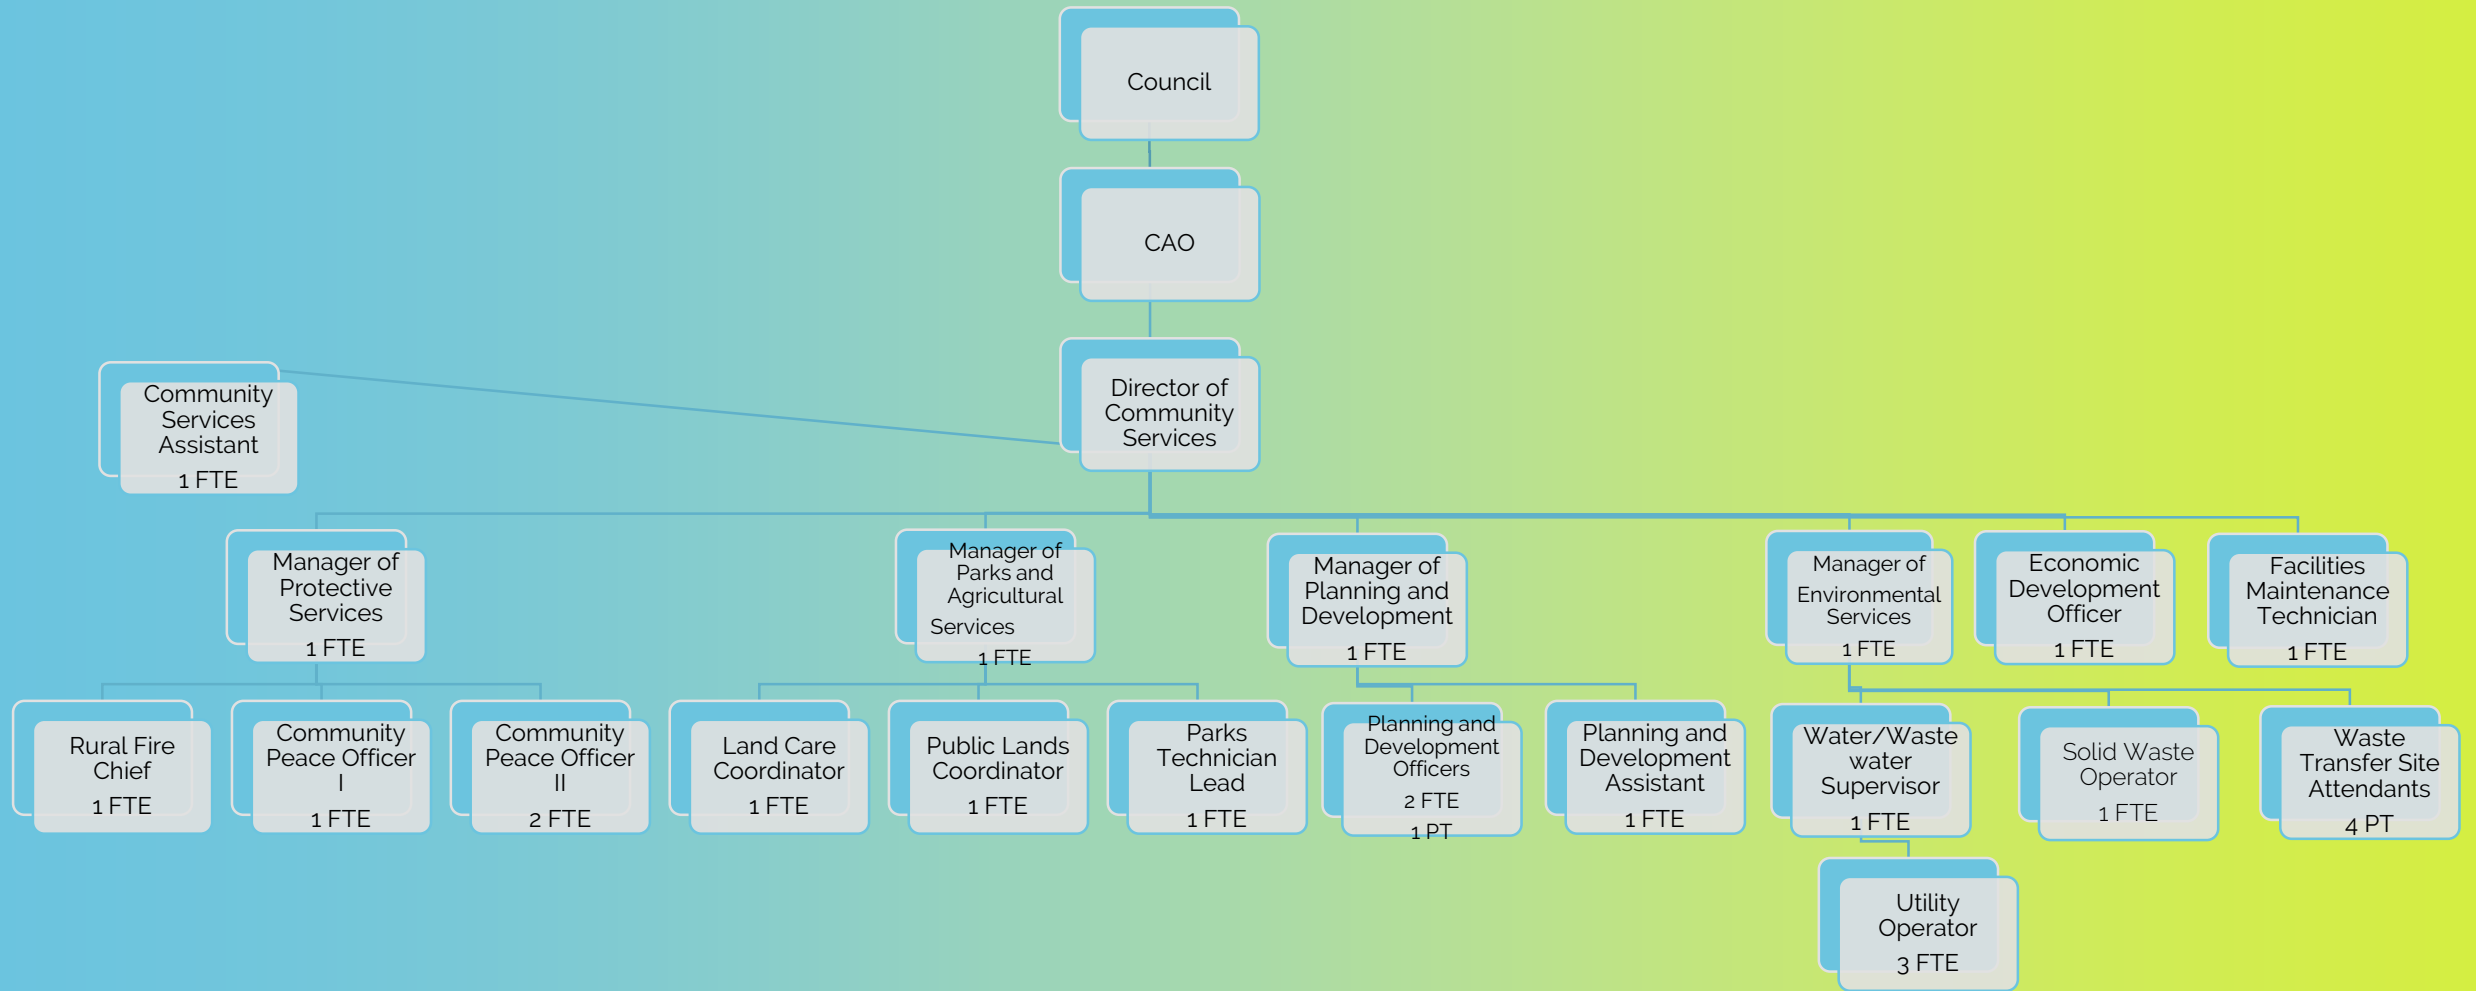 Council
CAO
Director of
Community
Services
Community
Services
Assistant
1 FTE
Manager of
Protective
Services
1 FTE
Manager of
Parks and
Agricultural
Services
1 FTE
Manager of
Planning and
Development
1 FTE
Manager of
Environmental
Services
1 FTE
Economic
Development
Officer
1 FTE
Facilities
Maintenance
Technician
1 FTE
Rural Fire
Chief
1 FTE
Community
Peace Officer
I
1 FTE
Community
Peace Officer
II
2 FTE
Land Care
Coordinator
1 FTE
Public Lands
Coordinator
1 FTE
Parks
Technician
Lead
1 FTE
Planning and
Development
Officers
2 FTE
1 PT
Planning and
Development
Assistant
1 FTE
Water/Waste
water
Supervisor
1 FTE
Solid Waste
Operator
1 FTE
Waste
Transfer Site
Attendants
4 PT
Utility
Operator
3 FTE